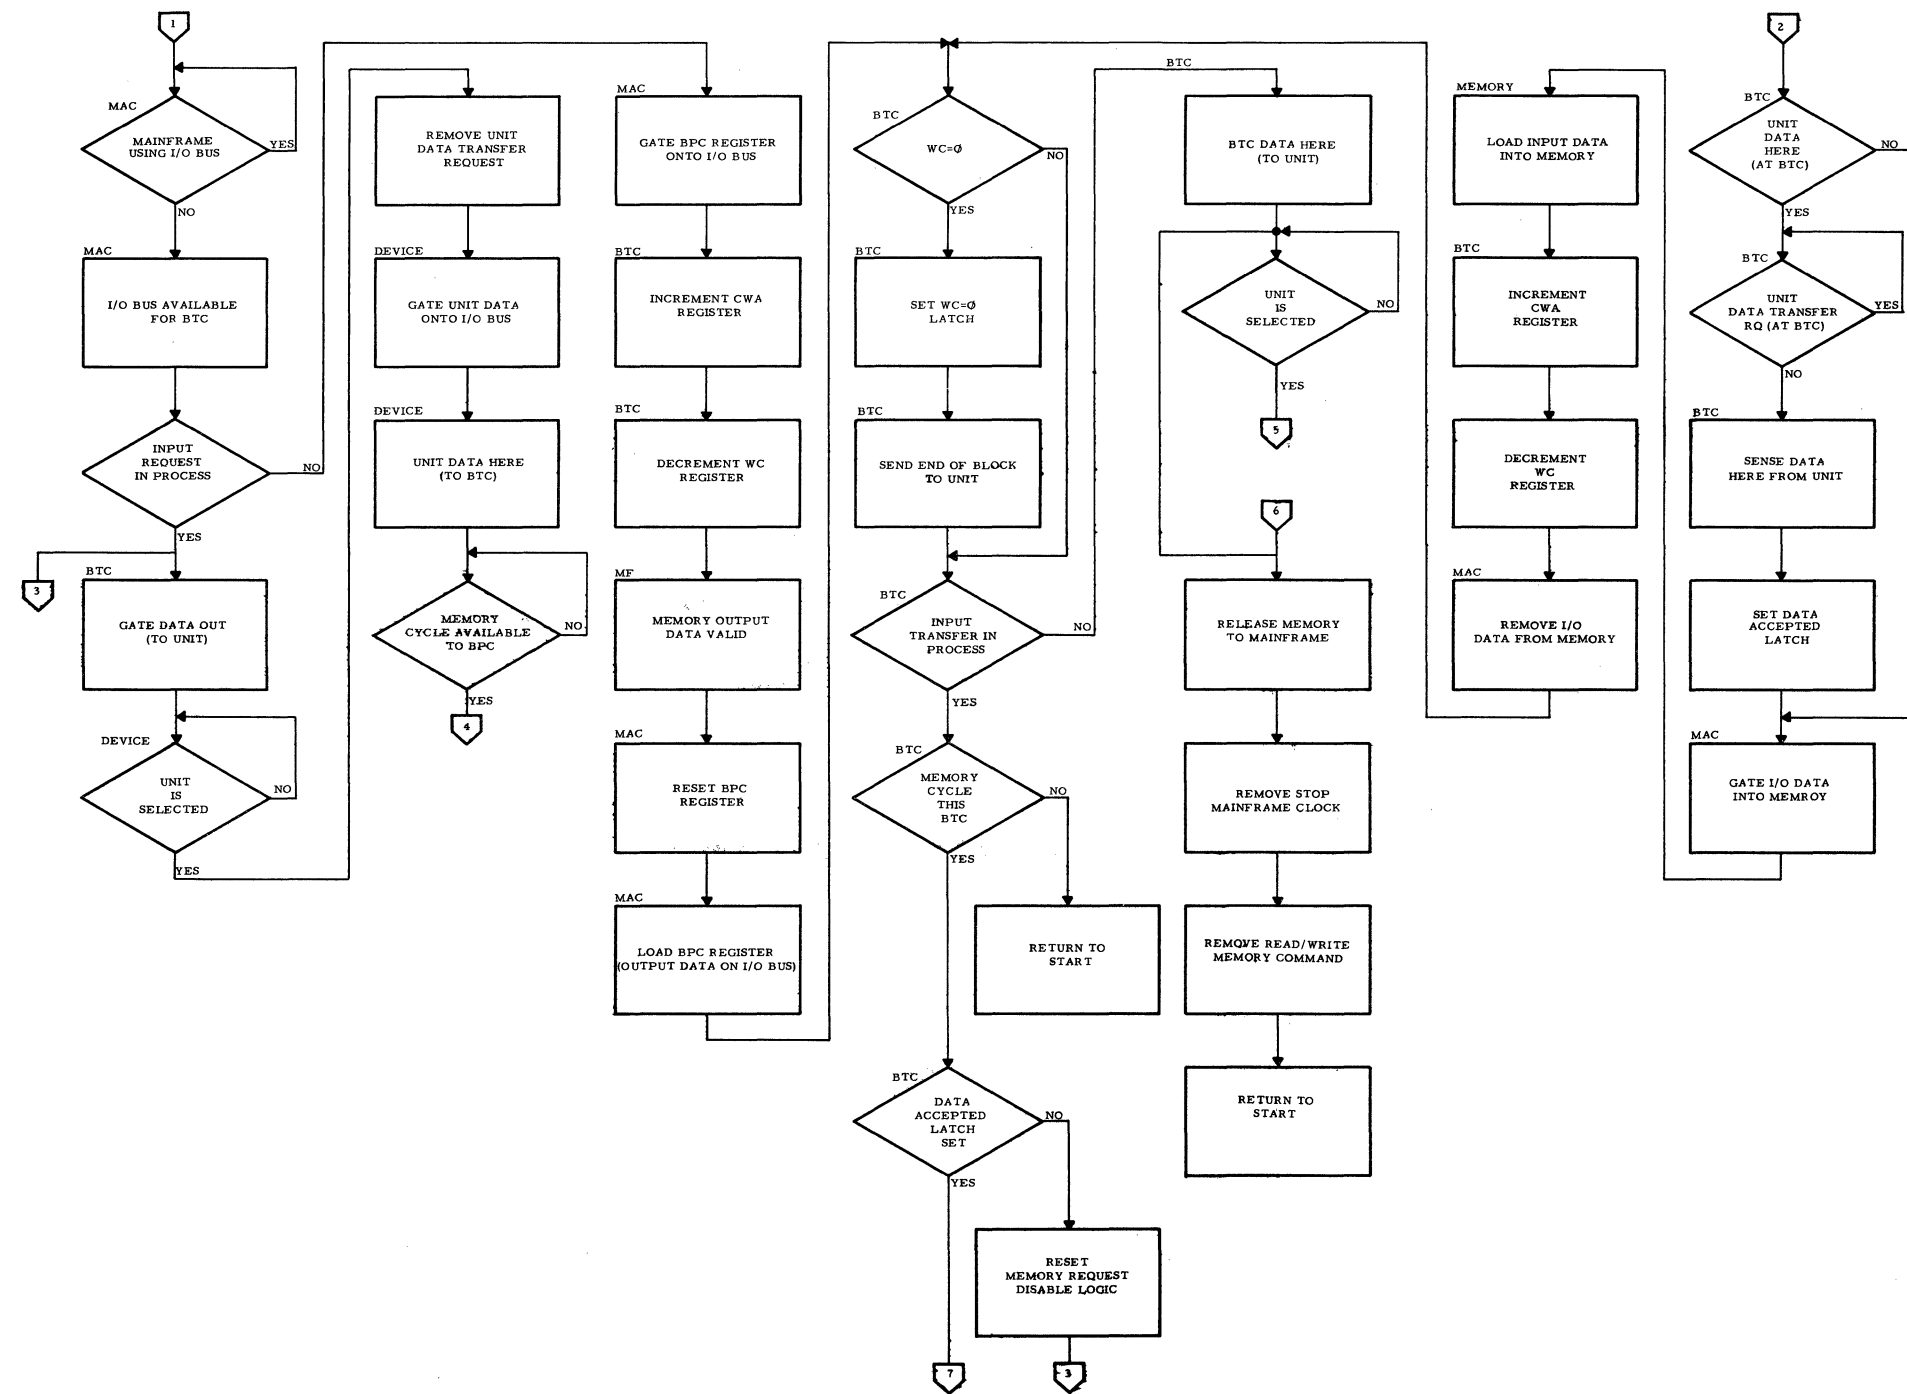 1
MAC
MAINFRAME
USING I/O BUS
YES
NO
MAC
I/O BUS AVAILABLE
FOR BTC
INPUT
REQUEST
IN PROCESS
NO
YES
3
BTC
GATE DATA OUT
(TO UNIT)
DEVICE
UNIT
IS
SELECTED
NO
YES
REMOVE UNIT
DATA TRANSFER
REQUEST
DEVICE
GATE UNIT DATA
ONTO I/O BUS
DEVICE
UNIT DATA HERE
(TO BTC)
MEMORY
CYCLE AVAILABLE
TO BPC
NO
YES
4
MAC
GATE BPC REGISTER
ONTO I/O BUS
BTC
INCREMENT CWA
REGISTER
BTC
DECREMENT WC
REGISTER
MF
MEMORY OUTPUT
DATA VALID
MAC
RESET BPC
REGISTER
MAC
LOAD BPC REGISTER
(OUTPUT DATA ON I/O BUS)
BTC
WC=Ø
NO
YES
BTC
SET WC=Ø
LATCH
BTC
SEND END OF BLOCK
TO UNIT
BTC
INPUT
TRANSFER IN
PROCESS
NO
YES
BTC
MEMORY
CYCLE
THIS
BTC
NO
YES
RETURN TO
START
BTC
DATA
ACCEPTED
LATCH
SET
NO
YES
RESET
MEMORY REQUEST
DISABLE LOGIC
7
3
BTC
BTC DATA HERE
(TO UNIT)
UNIT
IS
SELECTED
NO
YES
5
6
RELEASE MEMORY
TO MAINFRAME
REMOVE STOP
MAINFRAME CLOCK
REMOVE READ/WRITE
MEMORY COMMAND
RETURN TO
START
MEMORY
LOAD INPUT DATA
INTO MEMORY
BTC
INCREMENT
CWA
REGISTER
BTC
DECREMENT
WC
REGISTER
MAC
REMOVE I/O
DATA FROM MEMORY
2
BTC
UNIT
DATA
HERE
(AT BTC)
NO
YES
BTC
UNIT
DATA TRANSFER
RQ (AT BTC)
YES
NO
BTC
SENSE DATA
HERE FROM UNIT
SET DATA
ACCEPTED
LATCH
MAC
GATE I/O DATA
INTO MEMROY